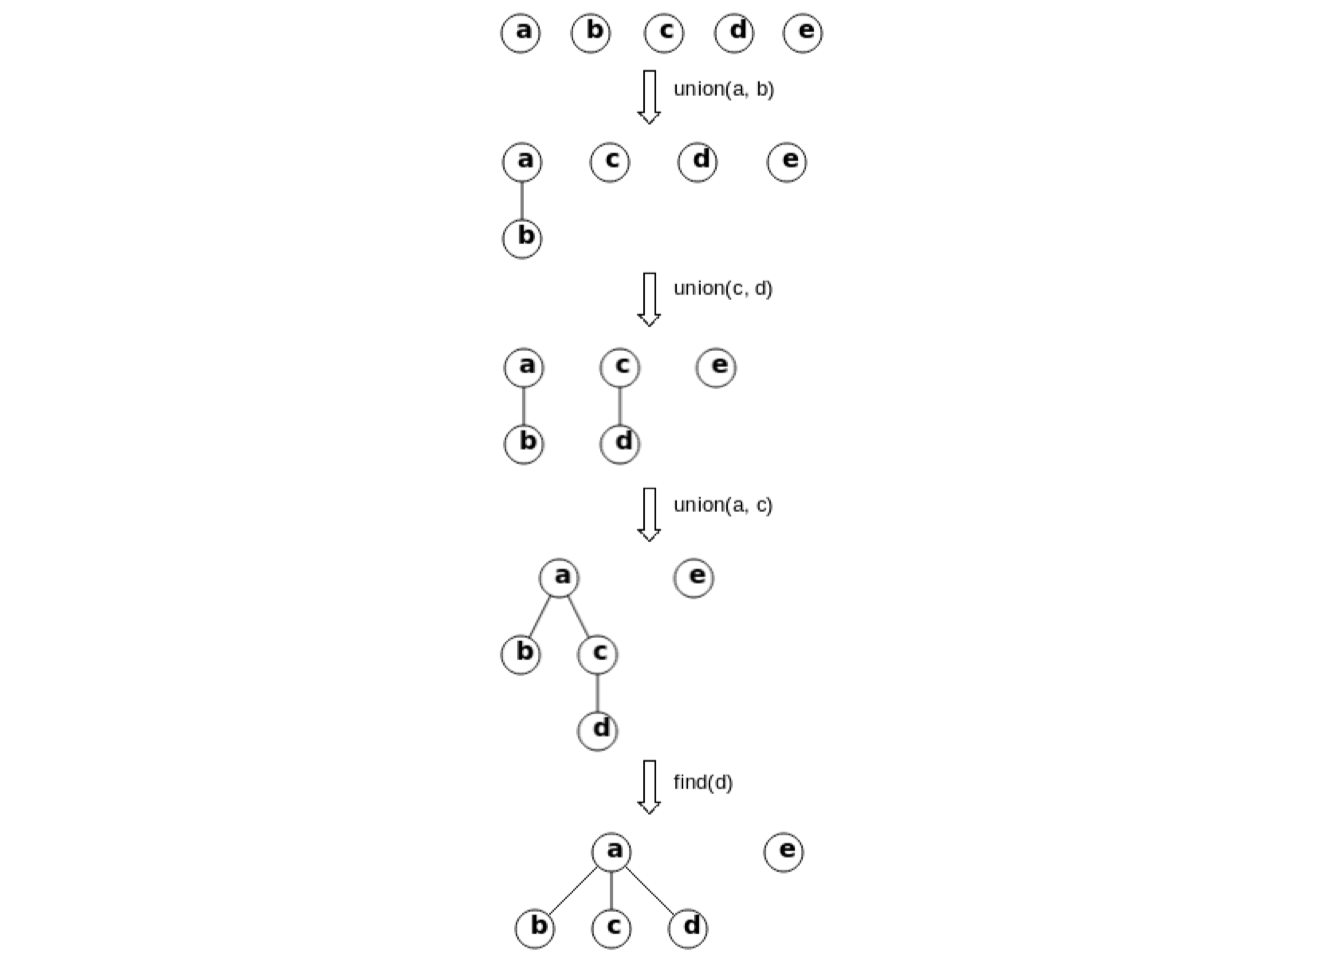 a b c d e
union(a, b)
a c d e
b
union(c, d)
a c e
b d
union(a, c)
a e
b c
d
find(d)
a e
b c d